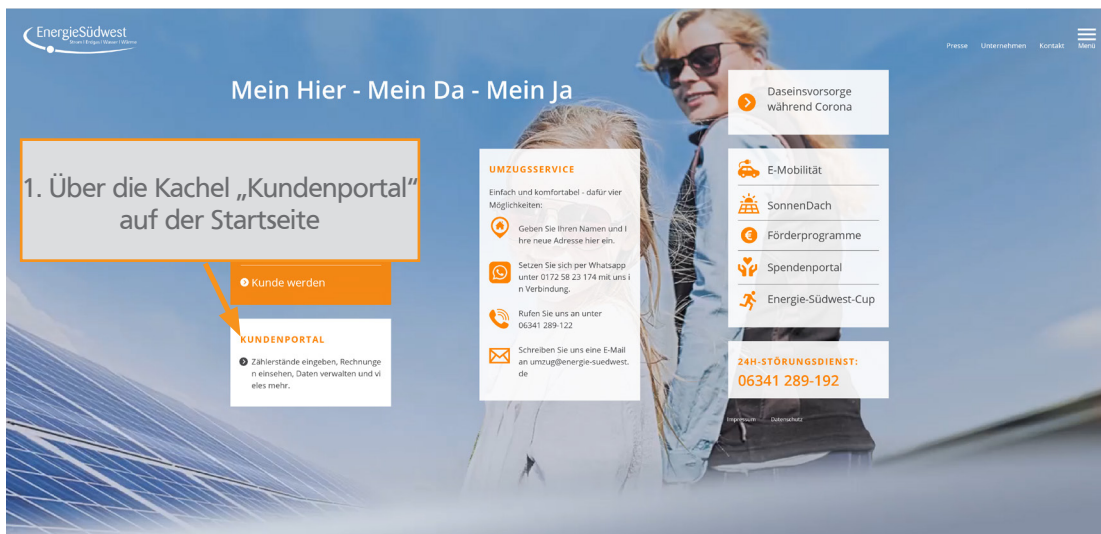 EnergieSüdwest
Strom I Erdgas I Wasser I Wärme
Presse
Unternehmen
Kontakt
Menü
Mein Hier - Mein Da - Mein Ja
1. Über die Kachel „Kundenportal“
auf der Startseite
Kunde werden
KUNDENPORTAL
Zählerstände eingeben, Rechnunge
n einsehen, Daten verwalten und vi
eles mehr.
UMZUGSSERVICE
Einfach und komfortabel - dafür vier
Möglichkeiten:
Geben Sie Ihren Namen und I
hre neue Adresse hier ein.
Setzen Sie sich per Whatsapp
unter 0172 58 23 174 mit uns i
n Verbindung.
Rufen Sie uns an unter
06341 289-122
Schreiben Sie uns eine E-Mail
an umzug@energie-suedwest.
de
Daseinsvorsorge
während Corona
E-Mobilität
SonnenDach
Förderprogramme
Spendenportal
Energie-Südwest-Cup
24H-STÖRUNGSDIENST:
06341 289-192
Impressum
Datenschutz